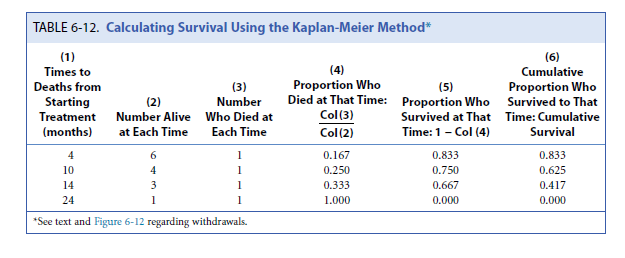 TABLE 6-12. Calculating Survival Using the Kaplan-Meier Method*
(1) Times to Deaths from Starting Treatment (months)
(2) Number Alive at Each Time
(3) Number Who Died at Each Time
(4) Proportion Who Died at That Time: Col (3) Col (2)
(5) Proportion Who Survived at That Time: 1 – Col (4)
(6) Cumulative Proportion Who Survived to That Time: Cumulative Survival
4 6 1 0.167 0.833 0.833
10 4 1 0.250 0.750 0.625
14 3 1 0.333 0.667 0.417
24 1 1 1.000 0.000 0.000
*See text and Figure 6-12 regarding withdrawals.